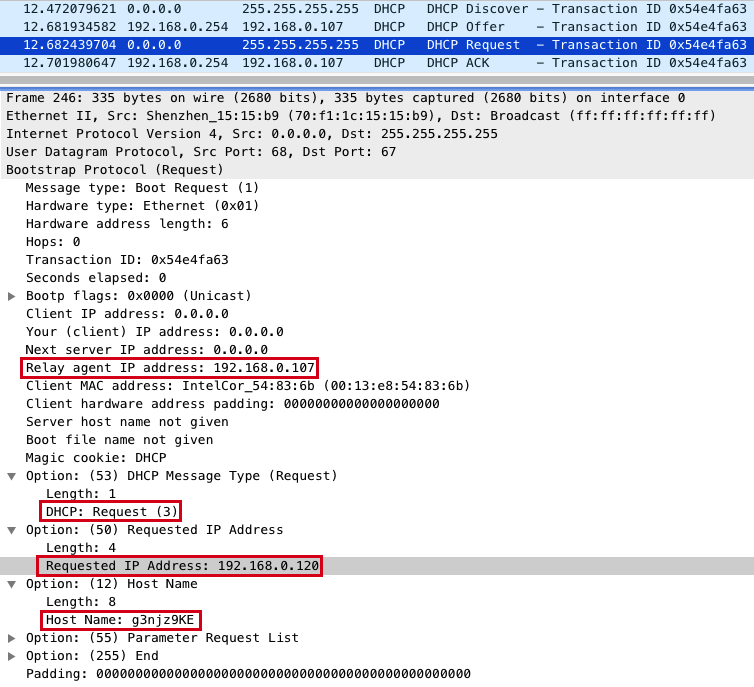 12.472079621 0.0.0.0 255.255.255.255 DHCP DHCP Discover – Transaction ID 0x54e4fa63
12.681934582 192.168.0.254 192.168.0.107 DHCP DHCP Offer – Transaction ID 0x54e4fa63
12.682439704 0.0.0.0 255.255.255.255 DHCP DHCP Request – Transaction ID 0x54e4fa63
12.701980647 192.168.0.254 192.168.0.107 DHCP DHCP ACK – Transaction ID 0x54e4fa63
Frame 246: 335 bytes on wire (2680 bits), 335 bytes captured (2680 bits) on interface 0
Ethernet II, Src: Shenzhen_15:15:b9 (70:f1:1c:15:15:b9), Dst: Broadcast (ff:ff:ff:ff:ff:ff)
Internet Protocol Version 4, Src: 0.0.0.0, Dst: 255.255.255.255
User Datagram Protocol, Src Port: 68, Dst Port: 67
Bootstrap Protocol (Request)
Message type: Boot Request (1)
Hardware type: Ethernet (0x01)
Hardware address length: 6
Hops: 0
Transaction ID: 0x54e4fa63
Seconds elapsed: 0
Bootp flags: 0x0000 (Unicast)
Client IP address: 0.0.0.0
Your (client) IP address: 0.0.0.0
Next server IP address: 0.0.0.0
Relay agent IP address: 192.168.0.107
Client MAC address: IntelCor_54:83:6b (00:13:e8:54:83:6b)
Client hardware address padding: 00000000000000000000
Server host name not given
Boot file name not given
Magic cookie: DHCP
Option: (53) DHCP Message Type (Request)
Length: 1
DHCP: Request (3)
Option: (50) Requested IP Address
Length: 4
Requested IP Address: 192.168.0.120
Option: (12) Host Name
Length: 8
Host Name: g3njz9KE
Option: (55) Parameter Request List
Option: (255) End
Padding: 000000000000000000000000000000000000000000000000